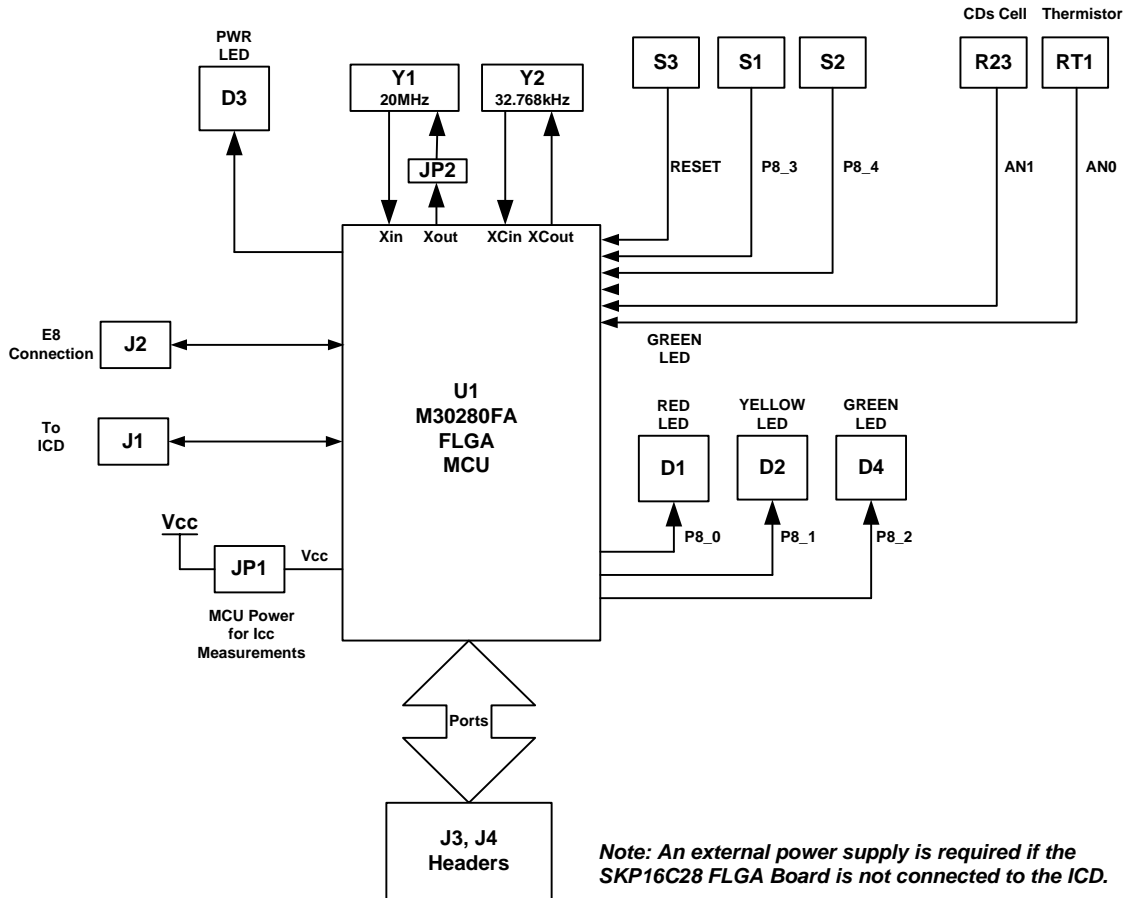 CDs Cell
Thermistor
PWR
LED
D3
Y1
20MHz
Y2
32.768kHz
S3
S1
S2
R23
RT1
JP2
RESET
P8_3
P8_4
AN1
AN0
Xin
Xout
XCin
XCout
E8
Connection
J2
GREEN
LED
To
ICD
J1
U1
M30280FA
FLGA
MCU
RED
LED
YELLOW
LED
GREEN
LED
D1
D2
D4
P8_0
P8_1
P8_2
Vcc
JP1
Vcc
MCU Power
for Icc
Measurements
Ports
J3, J4
Headers
Note: An external power supply is required if the
SKP16C28 FLGA Board is not connected to the ICD.